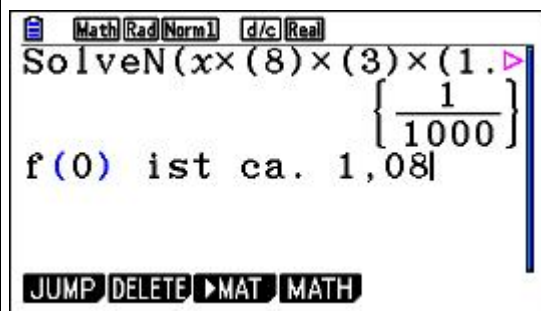 Math Rad Norm1 d/c Real
SolveN(x×(8)×(3)×(1.
{1/1000}
f(0) ist ca. 1,08
JUMP DELETE ▶MAT MATH